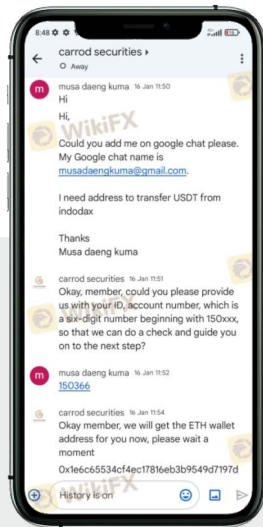 8:48
carrod securities
Away
musa daeng kuma 16 Jan 11:50
Hi
Hi,
Could you add me on google chat please.
My Google chat name is
musadaengkuma@gmail.com.
I need address to transfer USDT from
indodax
Thanks
Musa daeng kuma
carrod securities 16 Jan 11:51
Okay, member, could you please provide
us with your ID, account number, which is
a six-digit number beginning with 150xxx,
so that we can do a check and guide you
on to the next step?
m musa daeng kuma 16 Jan 11:52
150366
carrod securities 16 Jan 11:54
Okay member, we will get the ETH wallet
address for you now, please wait a
moment
0x1e6c65534cf4ec17816eb3b9549d7197d
History is on
WikiFX